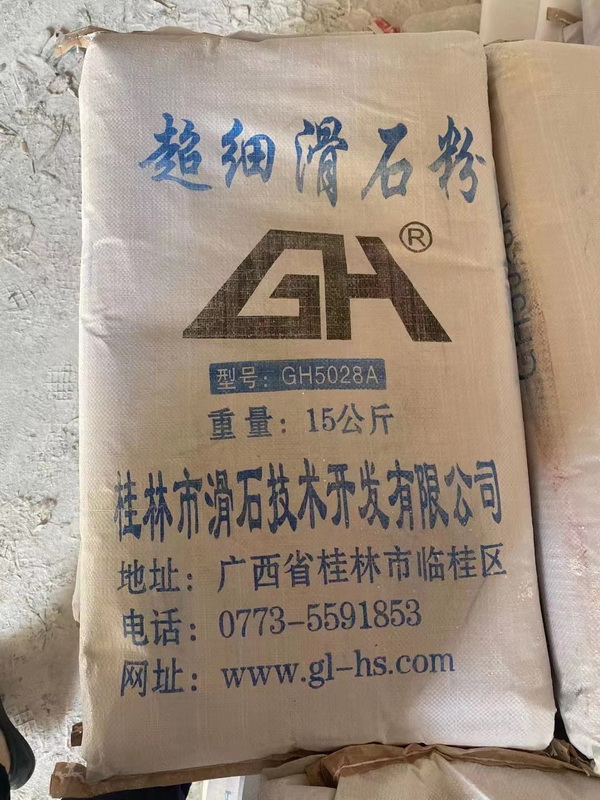 超细滑石粉
GH®
型号：GH5028A
重量：15公斤
桂林市滑石技术开发有限公司
地址：广西省桂林市临桂区
电话：0773-5591853
网址：www.gl-hs.com